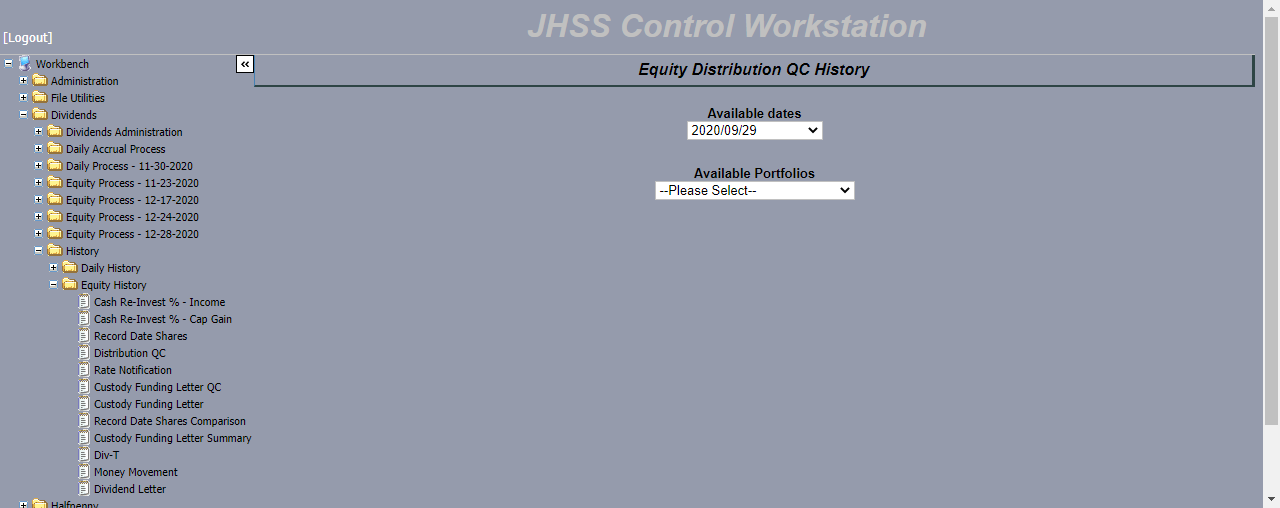 JHSS Control Workstation
[Logout]
Workbench
«
Equity Distribution QC History
Administration
File Utilities
Dividends
Dividends Administration
Daily Accrual Process
Daily Process - 11-30-2020
Equity Process - 11-23-2020
Equity Process - 12-17-2020
Equity Process - 12-24-2020
Equity Process - 12-28-2020
History
Daily History
Equity History
Cash Re-Invest % - Income
Cash Re-Invest % - Cap Gain
Record Date Shares
Distribution QC
Rate Notification
Custody Funding Letter QC
Custody Funding Letter
Record Date Shares Comparison
Custody Funding Letter Summary
Div-T
Money Movement
Dividend Letter
Halfpenny
Available dates
2020/09/29
Available Portfolios
--Please Select--